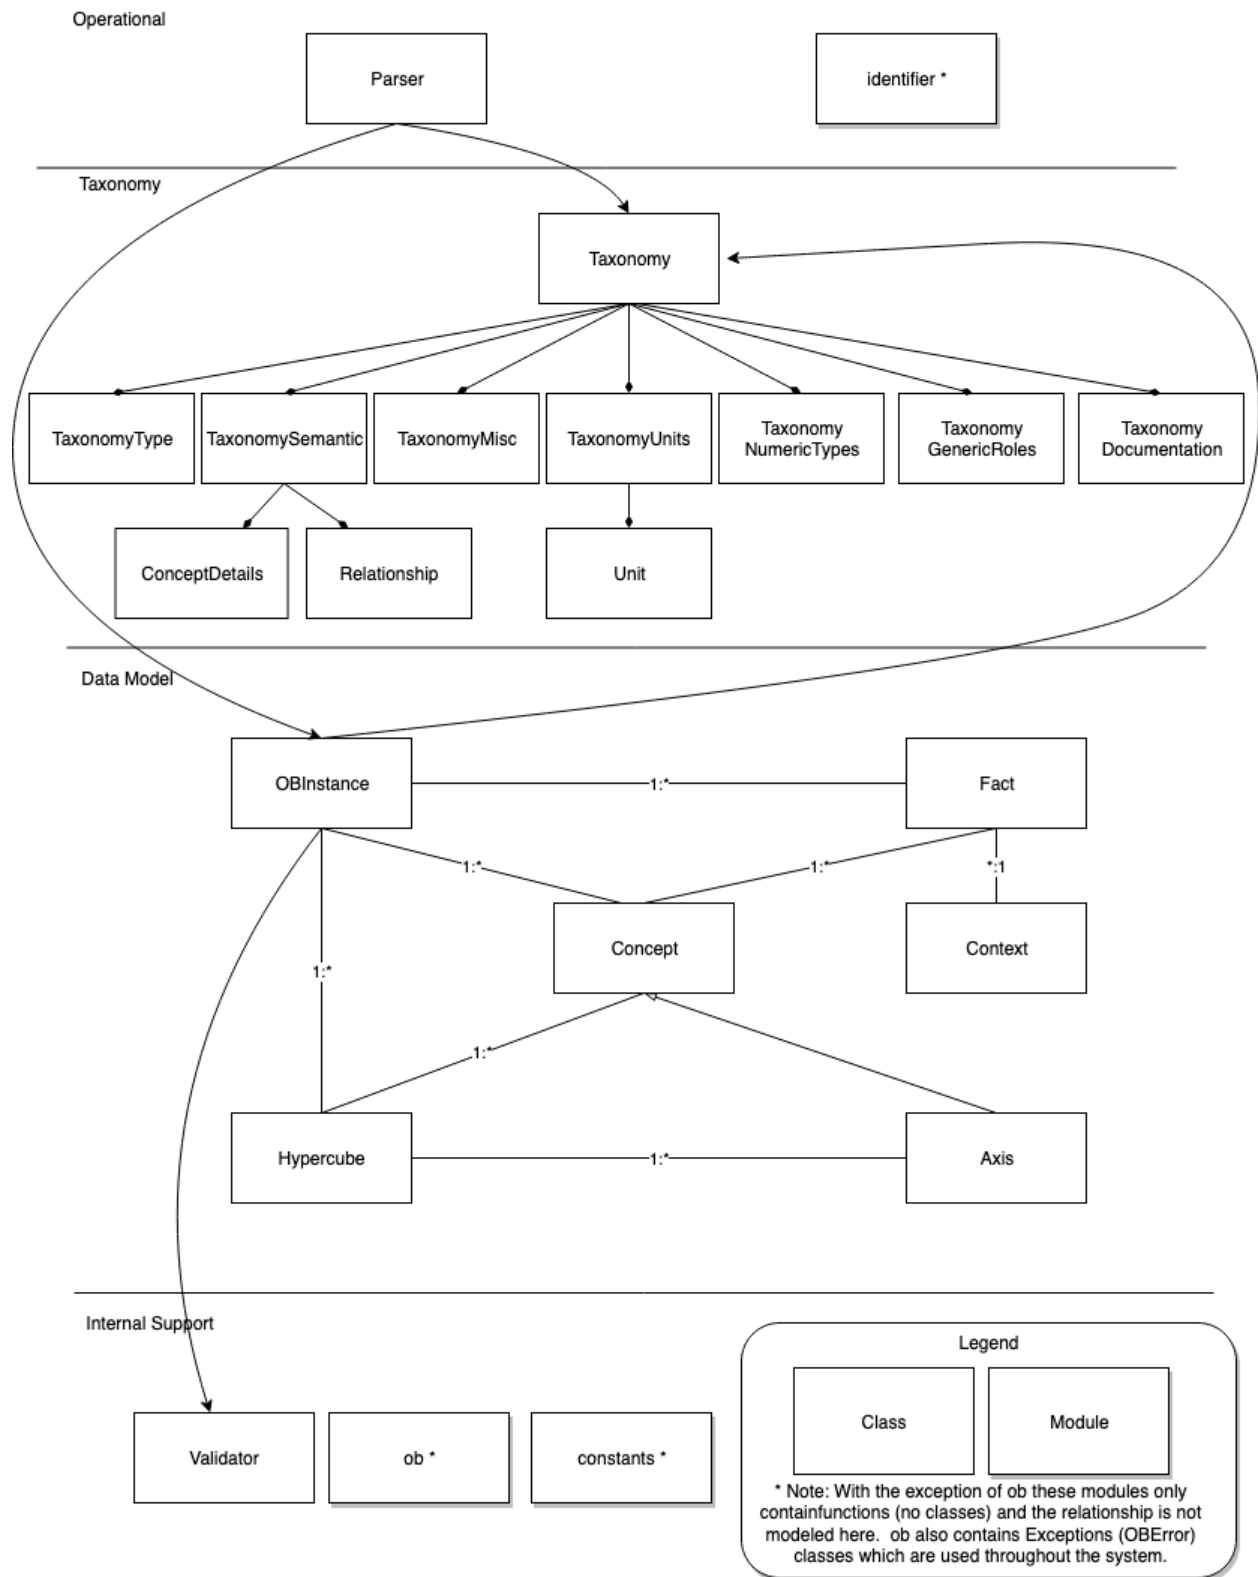 Operational
Parser
identifier *
Taxonomy
Taxonomy
TaxonomyType
TaxonomySemantic
TaxonomyMisc
TaxonomyUnits
Taxonomy
NumericTypes
Taxonomy
GenericRoles
Taxonomy
Documentation
ConceptDetails
Relationship
Unit
Data Model
OBInstance
1:*
Fact
1:*
1:*
*:1
Concept
Context
1:*
1:*
Hypercube
1:*
Axis
Internal Support
Validator
ob *
constants *
Legend
Class
Module
* Note: With the exception of ob these modules only
containfunctions (no classes) and the relationship is not
modeled here.  ob also contains Exceptions (OBError)
classes which are used throughout the system.